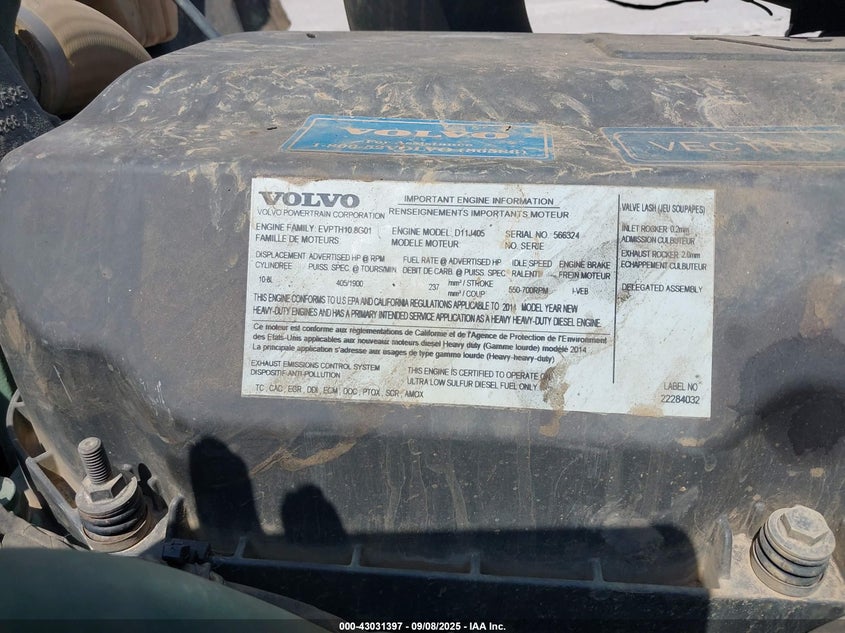 VOLVO
For assistance
VECTRO
VOLVO
VOLVO POWERTRAIN CORPORATION
IMPORTANT ENGINE INFORMATION
RENSEIGNEMENTS IMPORTANTS MOTEUR
ENGINE FAMILY: EVPTH10.8G01
FAMILLE DE MOTEURS:
ENGINE MODEL: D11J405
MODELE MOTEUR:
SERIAL NO: 566324
NO. SERIE
DISPLACEMENT
CYLINDREE
10.8L
ADVERTISED HP @ RPM
PUISS. SPEC. @ TOURS/MIN
405/1900
FUEL RATE @ ADVERTISED HP
DEBIT DE CARB. @ PUISS. SPEC
237 mm³ / STROKE
mm³ / COUP
IDLE SPEED
RALENTI
550-700RPM
ENGINE BRAKE
FREIN MOTEUR
I-VEB
THIS ENGINE CONFORMS TO U.S EPA AND CALIFORNIA REGULATIONS APPLICABLE TO 2014 MODEL YEAR NEW
HEAVY-DUTY ENGINES AND HAS A PRIMARY INTENDED SERVICE APPLICATION AS A HEAVY HEAVY-DUTY DIESEL ENGINE.
Ce moteur est conforme aux règlementations de Californie et de l'Agence de Protection de l'Environment
des Etats-Unis applicables aux nouveaux moteurs diesel Heavy duty (Gamme lourde) modèle 2014
La principale application s'adresse aux usages de type gamme lourde (Heavy-heavy-duty)
EXHAUST EMISSIONS CONTROL SYSTEM
DISPOSITIF ANTI-POLLUTION
TC , CAC , EGR , DDI , ECM , DOC , PTOX , SCR , AMOX
THIS ENGINE IS CERTIFIED TO OPERATE ON
ULTRA LOW SULFUR DIESEL FUEL ONLY
VALVE LASH (JEU SOUPAPES)
INLET ROCKER 0.2mm
ADMISSION CULBUTEUR
EXHAUST ROCKER 2.0mm
ECHAPPEMENT CULBUTEUR
DELEGATED ASSEMBLY
LABEL NO
22284032
000-43031397 - 09/08/2025 - IAA Inc.